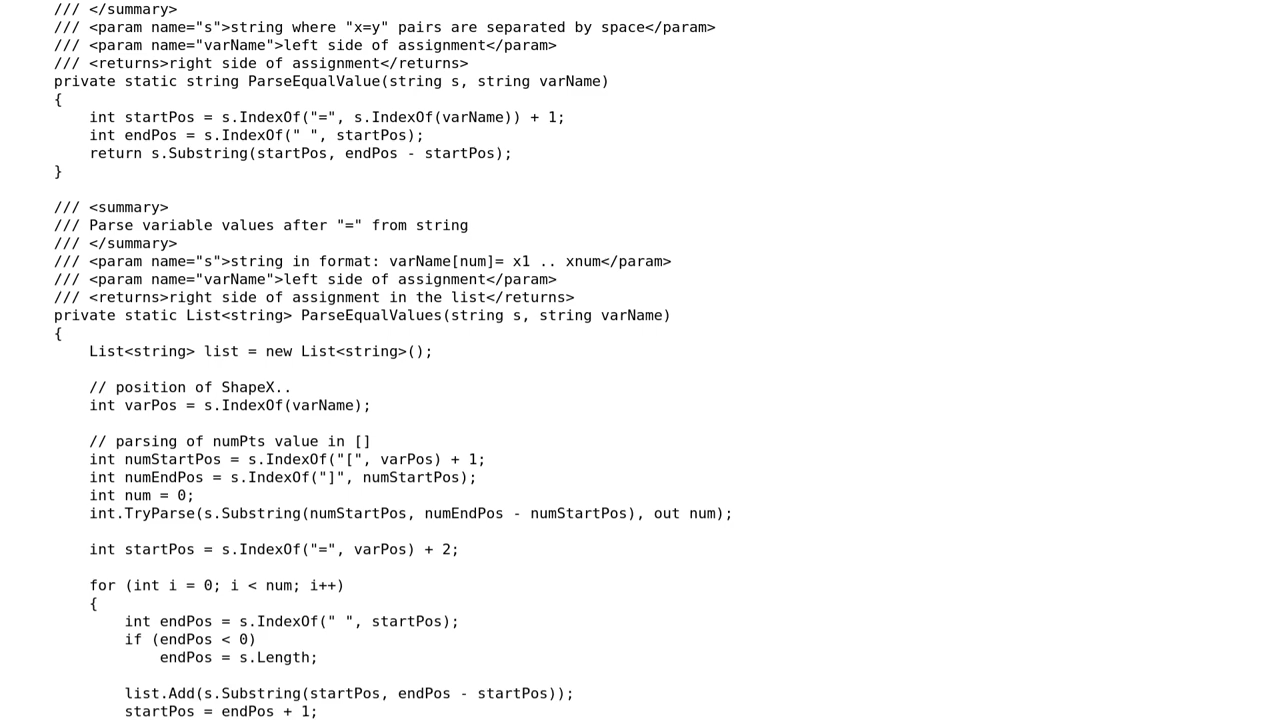 /// </summary>
/// <param name="s">string where "x=y" pairs are separated by space</param>
/// <param name="varName">left side of assignment</param>
/// <returns>right side of assignment</returns>
private static string ParseEqualValue(string s, string varName)
{
    int startPos = s.IndexOf("=", s.IndexOf(varName)) + 1;
    int endPos = s.IndexOf(" ", startPos);
    return s.Substring(startPos, endPos - startPos);
}

/// <summary>
/// Parse variable values after "=" from string
/// </summary>
/// <param name="s">string in format: varName[num]= x1 .. xnum</param>
/// <param name="varName">left side of assignment</param>
/// <returns>right side of assignment in the list</returns>
private static List<string> ParseEqualValues(string s, string varName)
{
    List<string> list = new List<string>();

    // position of ShapeX..
    int varPos = s.IndexOf(varName);

    // parsing of numPts value in []
    int numStartPos = s.IndexOf("[", varPos) + 1;
    int numEndPos = s.IndexOf("]", numStartPos);
    int num = 0;
    int.TryParse(s.Substring(numStartPos, numEndPos - numStartPos), out num);

    int startPos = s.IndexOf("=", varPos) + 2;

    for (int i = 0; i < num; i++)
    {
        int endPos = s.IndexOf(" ", startPos);
        if (endPos < 0)
            endPos = s.Length;

        list.Add(s.Substring(startPos, endPos - startPos));
        startPos = endPos + 1;